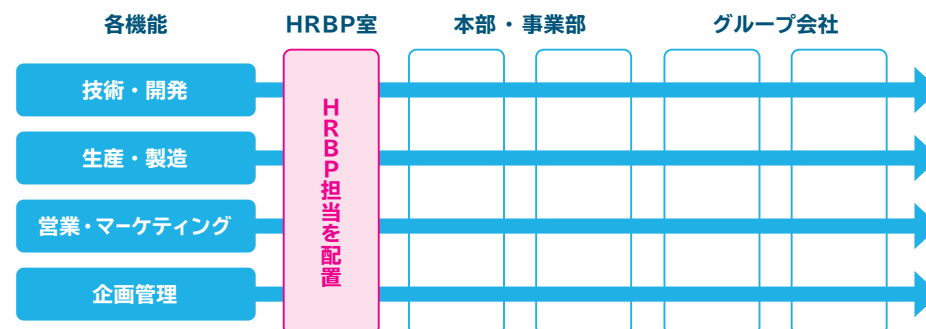 各機能
HRBP室
本部・事業部
グループ会社
技術・開発
生産・製造
営業・マーケティング
企画管理
HRBP担当を配置